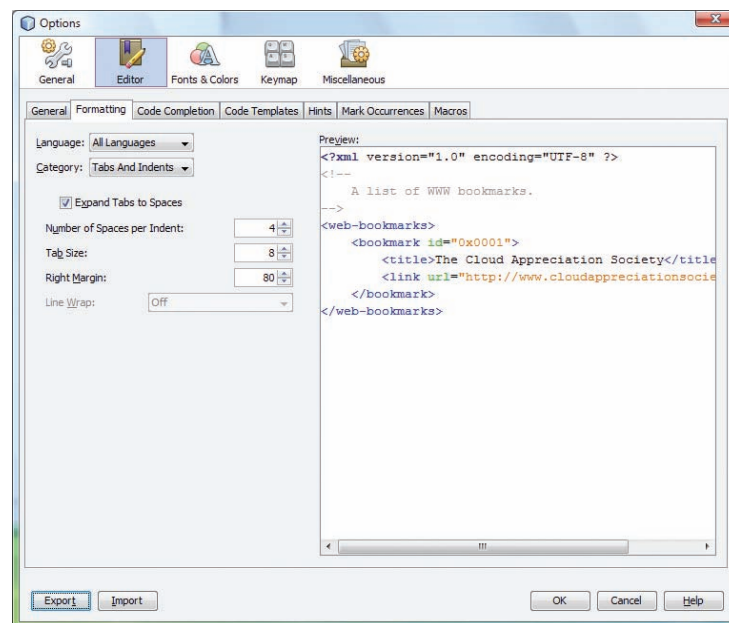 Options
General Editor Fonts & Colors Keymap Miscellaneous
General Formatting Code Completion Code Templates Hints Mark Occurrences Macros
Language: All Languages
Category: Tabs And Indents
Expand Tabs to Spaces
Number of Spaces per Indent: 4
Tab Size: 8
Right Margin: 80
Line Wrap: Off
Preview:
<?xml version="1.0" encoding="UTF-8" ?>
<!--
    A list of WWW bookmarks.
-->
<web-bookmarks>
    <bookmark id="0x0001">
        <title>The Cloud Appreciation Society</title
        <link url="http://www.cloudappreciationsocie
    </bookmark>
</web-bookmarks>
Export Import OK Cancel Help